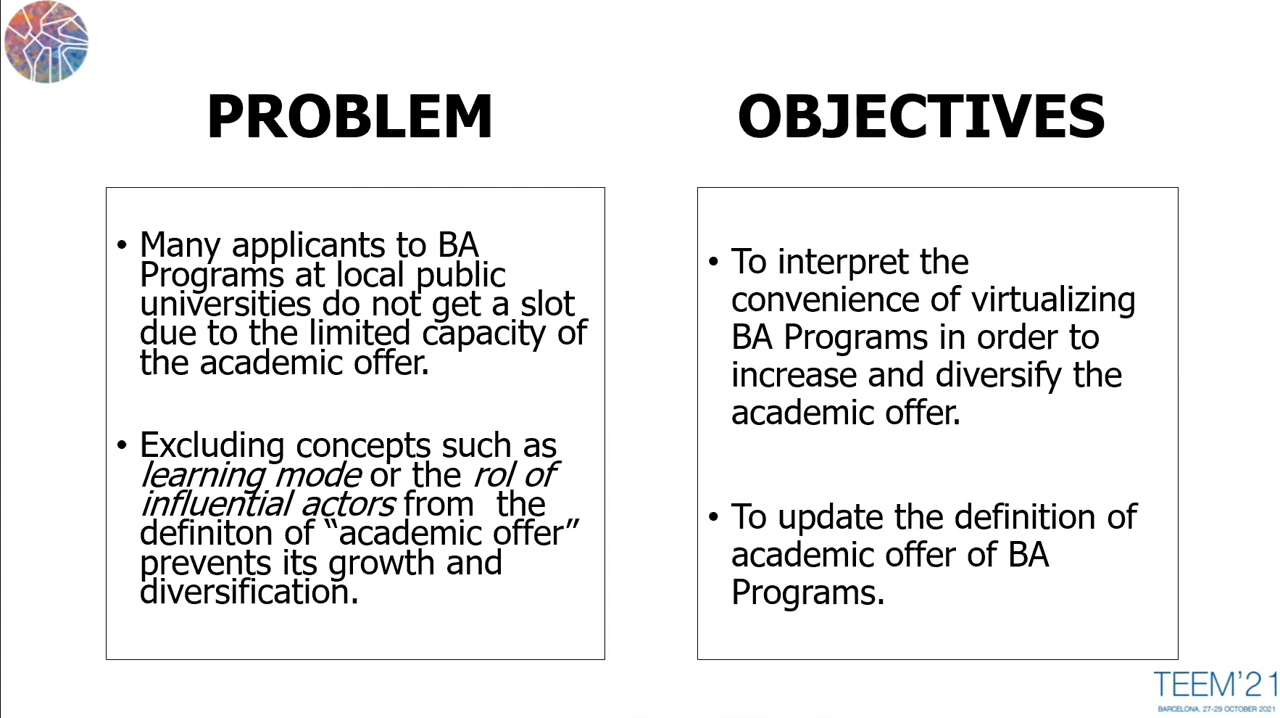 PROBLEM
• Many applicants to BA
Programs at local public
universities do not get a slot
due to the limited capacity of
the academic offer.
• Excluding concepts such as
learning mode or the rol of
influential actors from the
definiton of “academic offer”
prevents its growth and
diversification.
OBJECTIVES
• To interpret the
convenience of virtualizing
BA Programs in order to
increase and diversify the
academic offer.
• To update the definition of
academic offer of BA
Programs.
TEEM’21
BARCELONA, 27-29 OCTOBER 2021